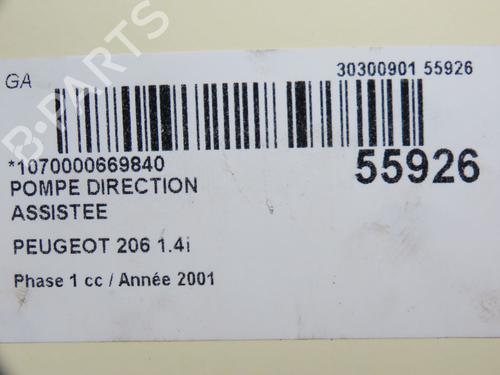 GA
30300901 55926
*1070000669840
55926
POMPE DIRECTION
ASSISTEE
PEUGEOT 206 1.4i
Phase 1 cc / Année 2001
B-PARTS